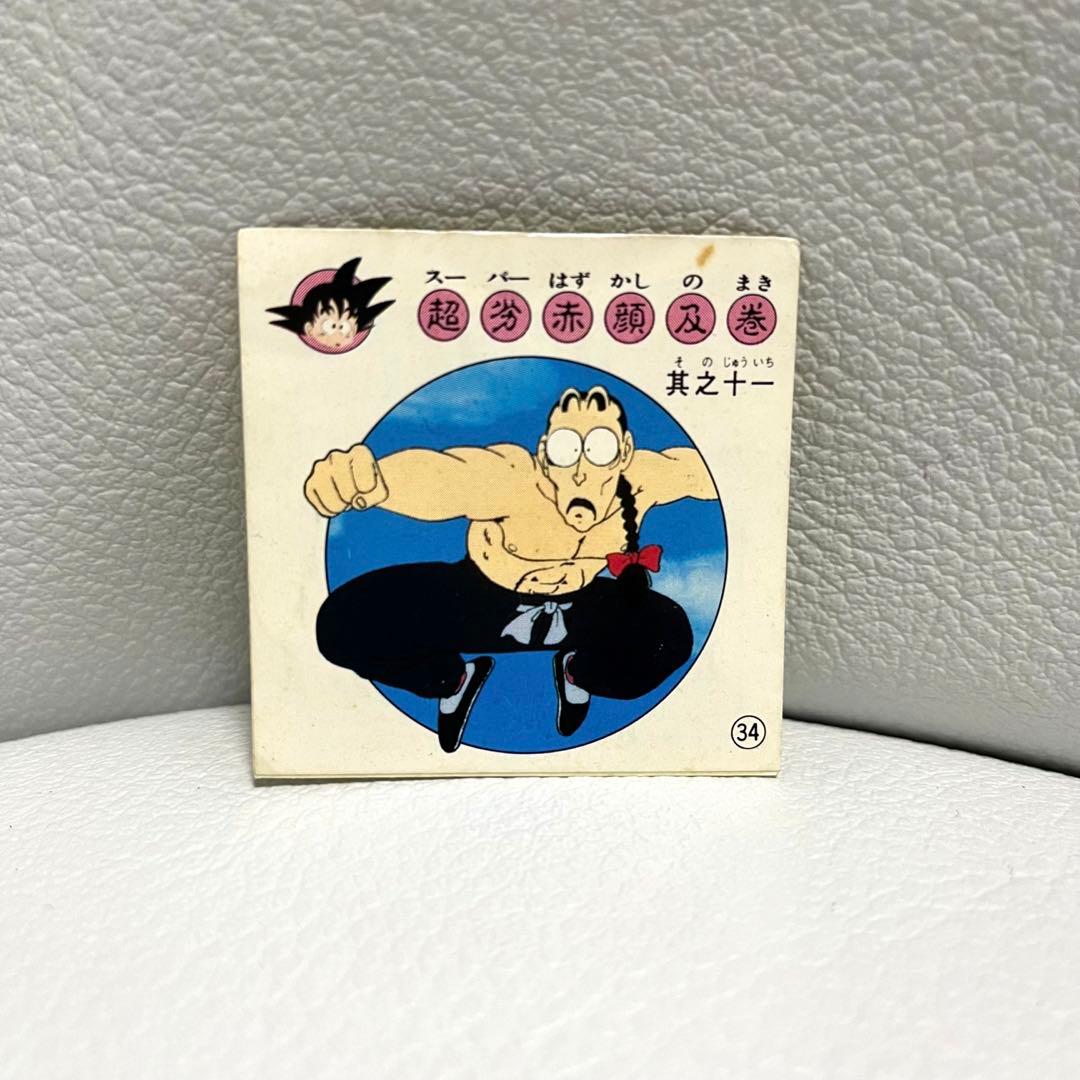 スーパーはずかしのまき
超劣赤顔及巻
そのじゅういち
其之十一
34